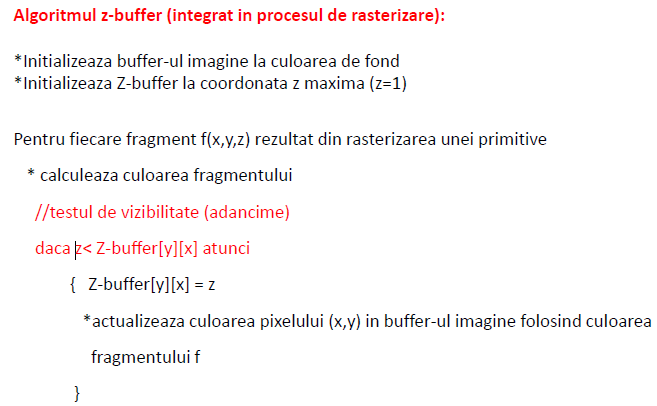 Algoritmul z-buffer (integrat in procesul de rasterizare):
*Initializeaza buffer-ul imagine la culoarea de fond
*Initializeaza Z-buffer la coordonata z maxima (z=1)
Pentru fiecare fragment f(x,y,z) rezultat din rasterizarea unei primitive
* calculeaza culoarea fragmentului
//testul de vizibilitate (adancime)
daca z< Z-buffer[y][x] atunci
{ Z-buffer[y][x] = z
*actualizeaza culoarea pixelului (x,y) in buffer-ul imagine folosind culoarea
fragmentului f
}